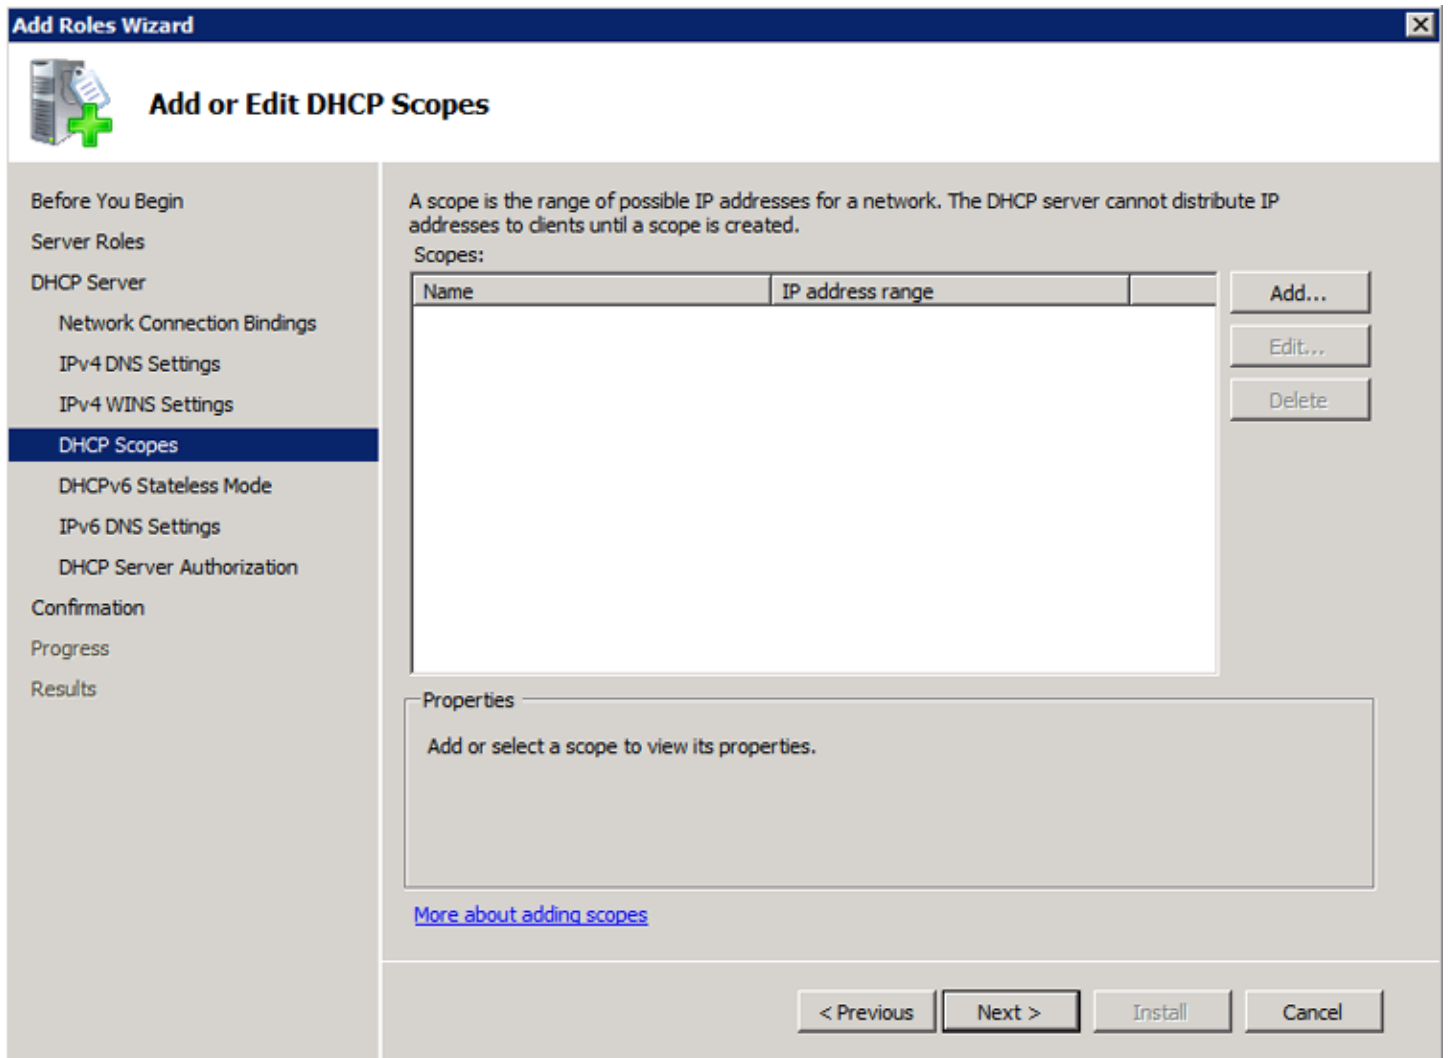 Add Roles Wizard
Add or Edit DHCP Scopes
Before You Begin
Server Roles
DHCP Server
Network Connection Bindings
IPv4 DNS Settings
IPv4 WINS Settings
DHCP Scopes
DHCPv6 Stateless Mode
IPv6 DNS Settings
DHCP Server Authorization
Confirmation
Progress
Results
A scope is the range of possible IP addresses for a network. The DHCP server cannot distribute IP
addresses to clients until a scope is created.
Scopes:
Name IP address range
Add...
Edit...
Delete
Properties
Add or select a scope to view its properties.
More about adding scopes
< Previous Next > Install Cancel